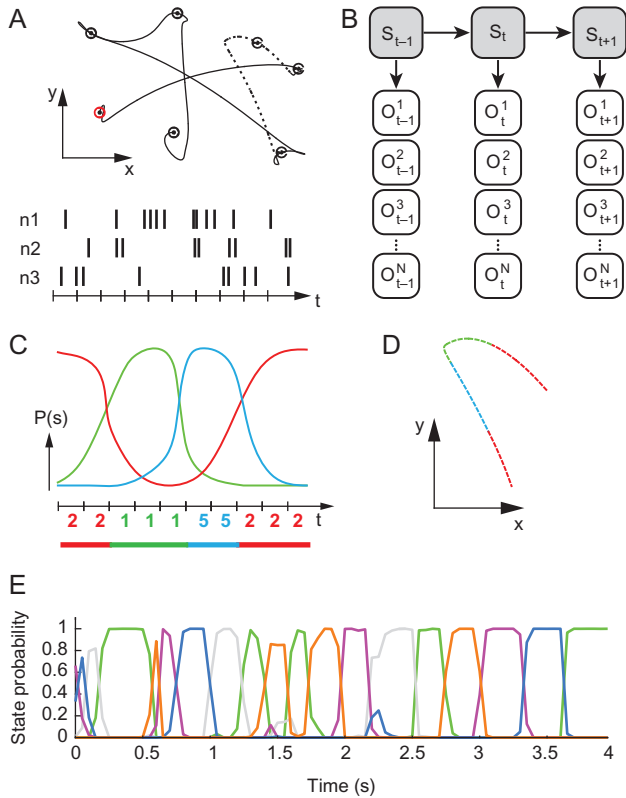 A
y
x
n1
n2
n3
t
B
S_{t–1} S_t S_{t+1}
O^1_{t–1} O^1_t O^1_{t+1}
O^2_{t–1} O^2_t O^2_{t+1}
O^3_{t–1} O^3_t O^3_{t+1}
O^N_{t–1} O^N_t O^N_{t+1}
C
P(s)
2 2 1 1 1 5 5 2 2 2 t
D
y
x
E
State probability
1
0.8
0.6
0.4
0.2
0
0 0.5 1 1.5 2 2.5 3 3.5 4
Time (s)